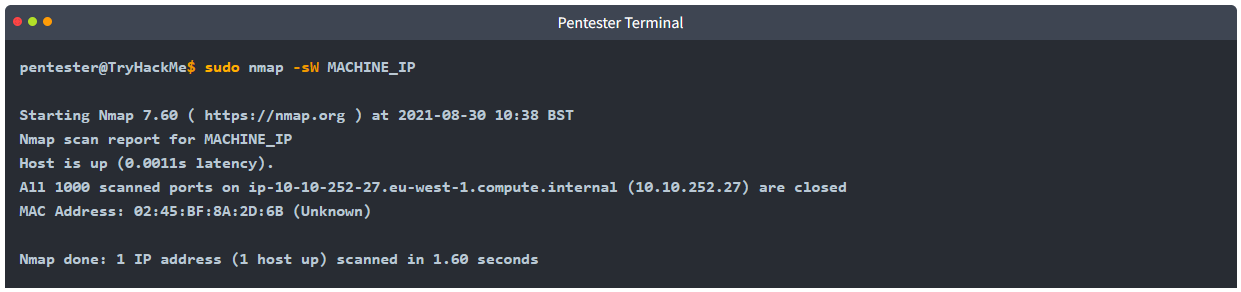 Pentester Terminal
pentester@TryHackMe$ sudo nmap -sW MACHINE_IP
Starting Nmap 7.60 ( https://nmap.org ) at 2021-08-30 10:38 BST
Nmap scan report for MACHINE_IP
Host is up (0.0011s latency).
All 1000 scanned ports on ip-10-10-252-27.eu-west-1.compute.internal (10.10.252.27) are closed
MAC Address: 02:45:BF:8A:2D:6B (Unknown)
Nmap done: 1 IP address (1 host up) scanned in 1.60 seconds